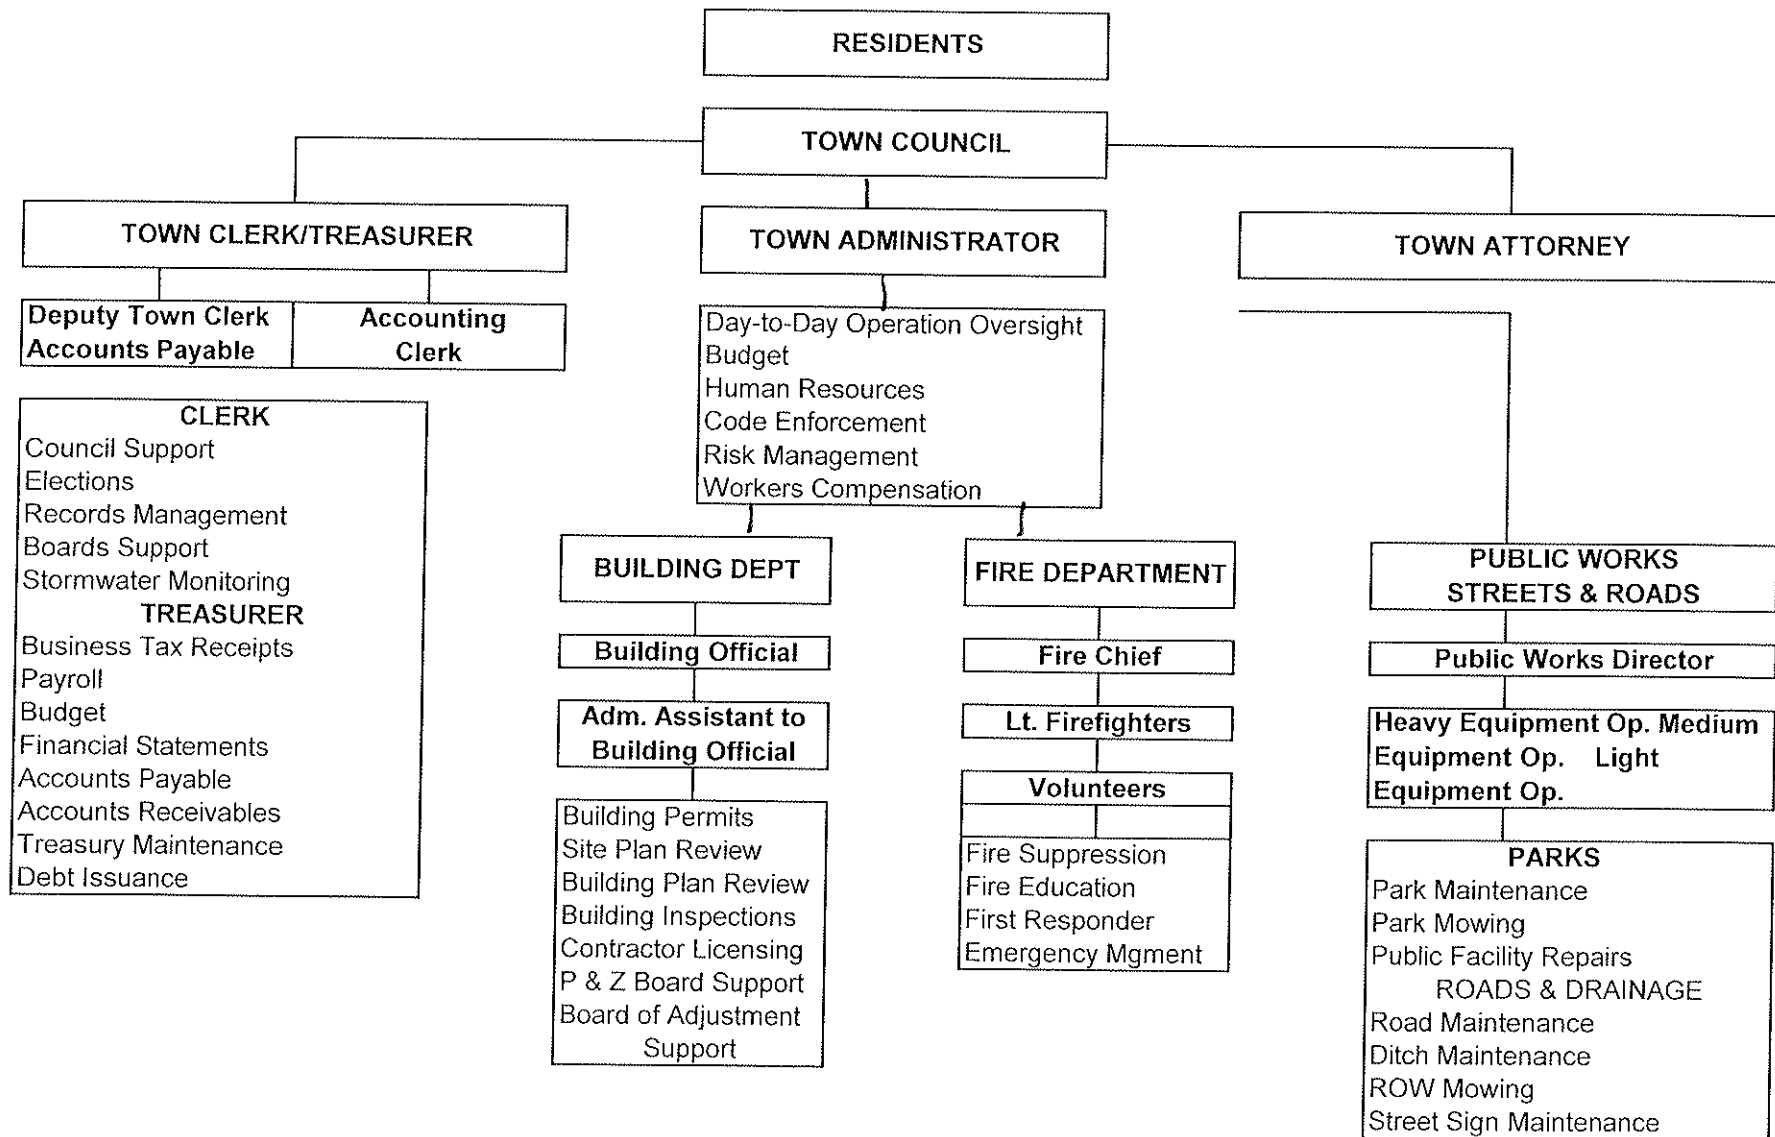 RESIDENTS
TOWN COUNCIL
TOWN CLERK/TREASURER
TOWN ADMINISTRATOR
TOWN ATTORNEY
Deputy Town Clerk
Accounts Payable
Accounting
Clerk
Day-to-Day Operation Oversight
Budget
Human Resources
Code Enforcement
Risk Management
Workers Compensation
CLERK
Council Support
Elections
Records Management
Boards Support
Stormwater Monitoring
TREASURER
Business Tax Receipts
Payroll
Budget
Financial Statements
Accounts Payable
Accounts Receivables
Treasury Maintenance
Debt Issuance
BUILDING DEPT
Building Official
Adm. Assistant to
Building Official
Building Permits
Site Plan Review
Building Plan Review
Building Inspections
Contractor Licensing
P & Z Board Support
Board of Adjustment
Support
FIRE DEPARTMENT
Fire Chief
Lt. Firefighters
Volunteers
Fire Suppression
Fire Education
First Responder
Emergency Mgment
PUBLIC WORKS
STREETS & ROADS
Public Works Director
Heavy Equipment Op. Medium
Equipment Op. Light
Equipment Op.
PARKS
Park Maintenance
Park Mowing
Public Facility Repairs
ROADS & DRAINAGE
Road Maintenance
Ditch Maintenance
ROW Mowing
Street Sign Maintenance